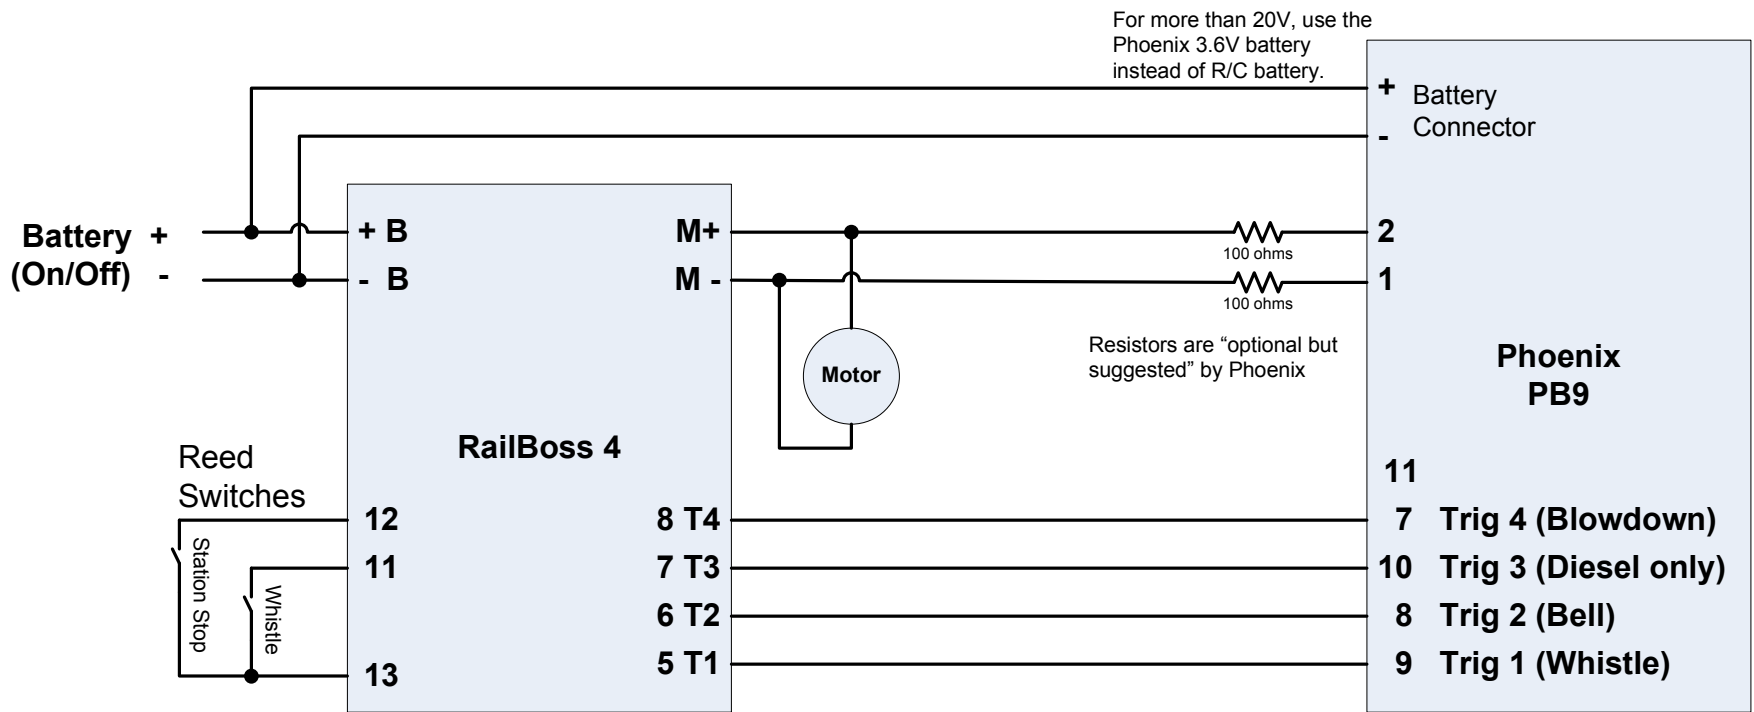 For more than 20V, use the
Phoenix 3.6V battery
instead of R/C battery.
+ Battery
- Connector
Battery +
(On/Off) -
+ B
- B
M+
M -
100 ohms
100 ohms
2
1
Resistors are “optional but
suggested” by Phoenix
Motor
Phoenix
PB9
RailBoss 4
Reed
Switches
Station Stop
Whistle
12
11
13
8 T4
7 T3
6 T2
5 T1
11
7 Trig 4 (Blowdown)
10 Trig 3 (Diesel only)
8 Trig 2 (Bell)
9 Trig 1 (Whistle)